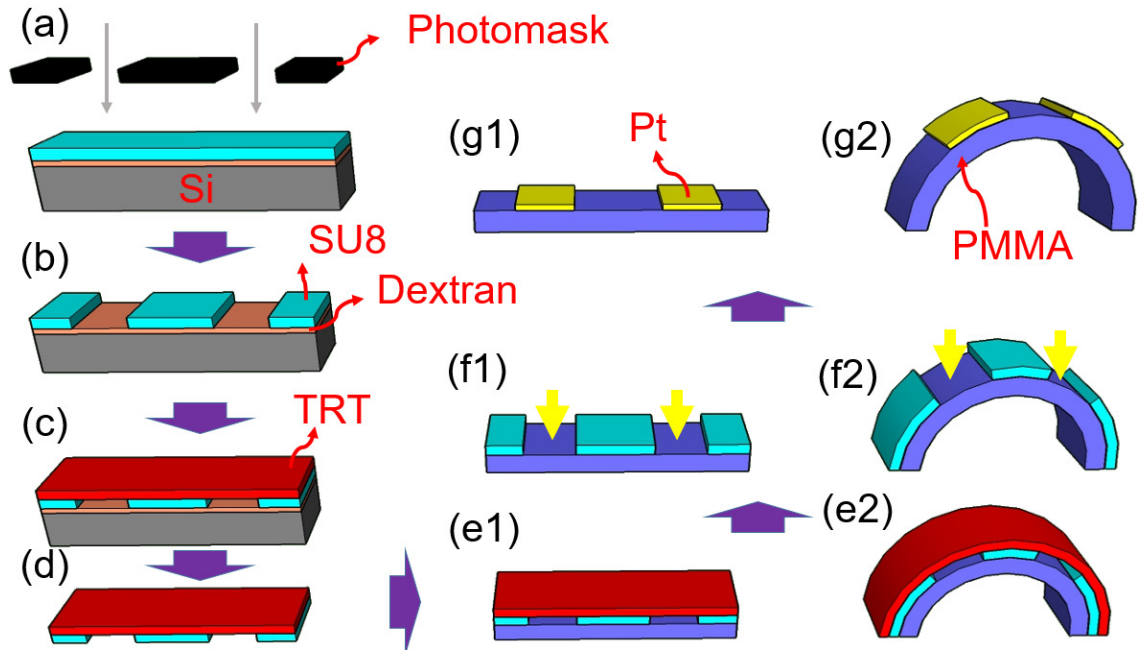 (a)
Photomask
Si
(b)
SU8
Dextran
(c)
TRT
(d)
(g1)
Pt
(g2)
PMMA
(f1)
(f2)
(e1)
(e2)